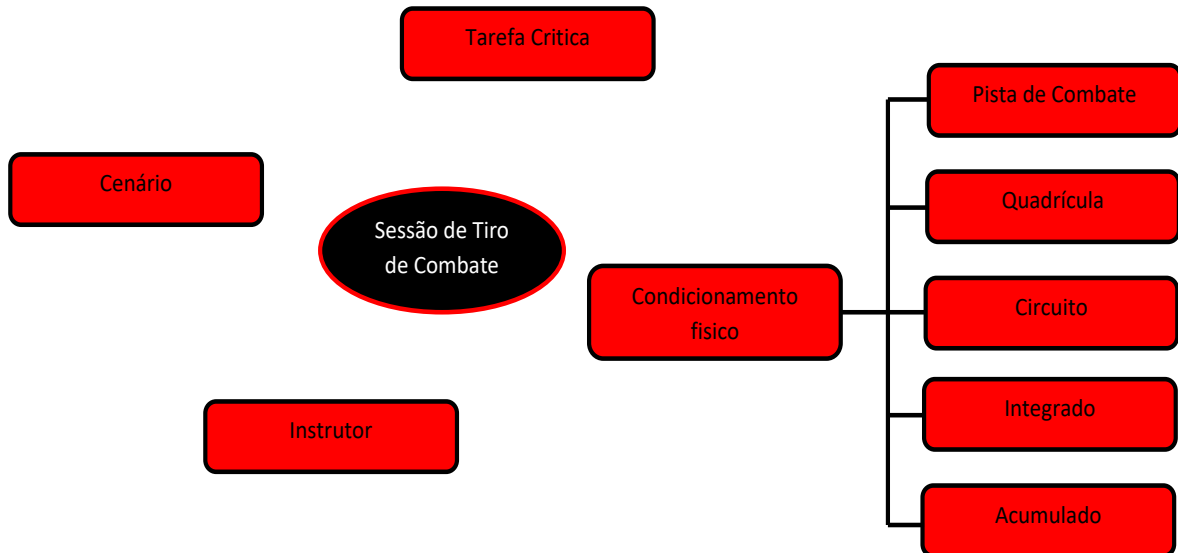 Tarefa Critica
Pista de Combate
Cenário
Quadrícula
Sessão de Tiro
de Combate
Condicionamento
fisico
Circuito
Integrado
Instrutor
Acumulado